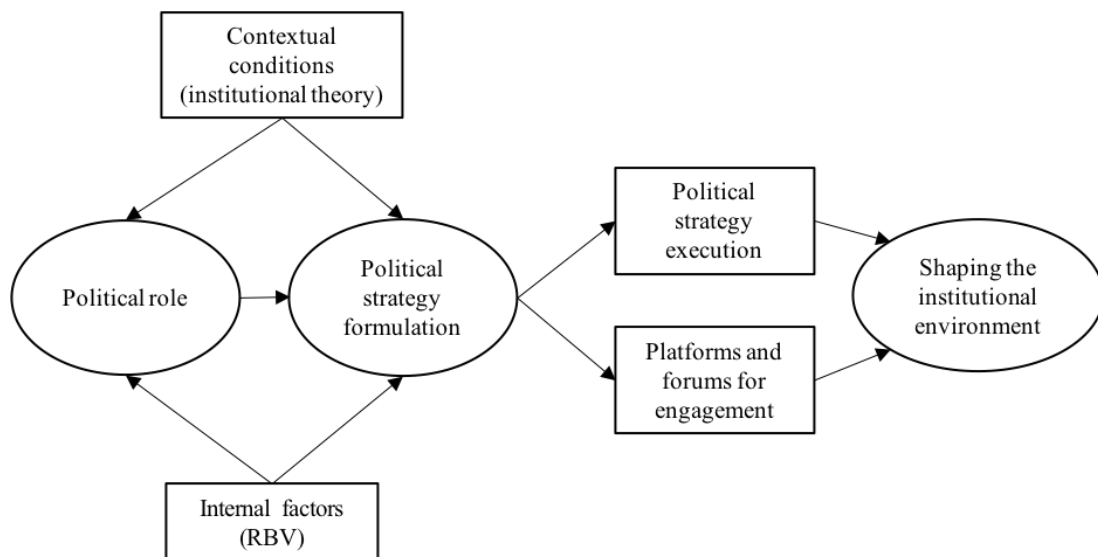 Contextual
conditions
(institutional theory)
Political role
Political
strategy
formulation
Political
strategy
execution
Platforms and
forums for
engagement
Shaping the
institutional
environment
Internal factors
(RBV)